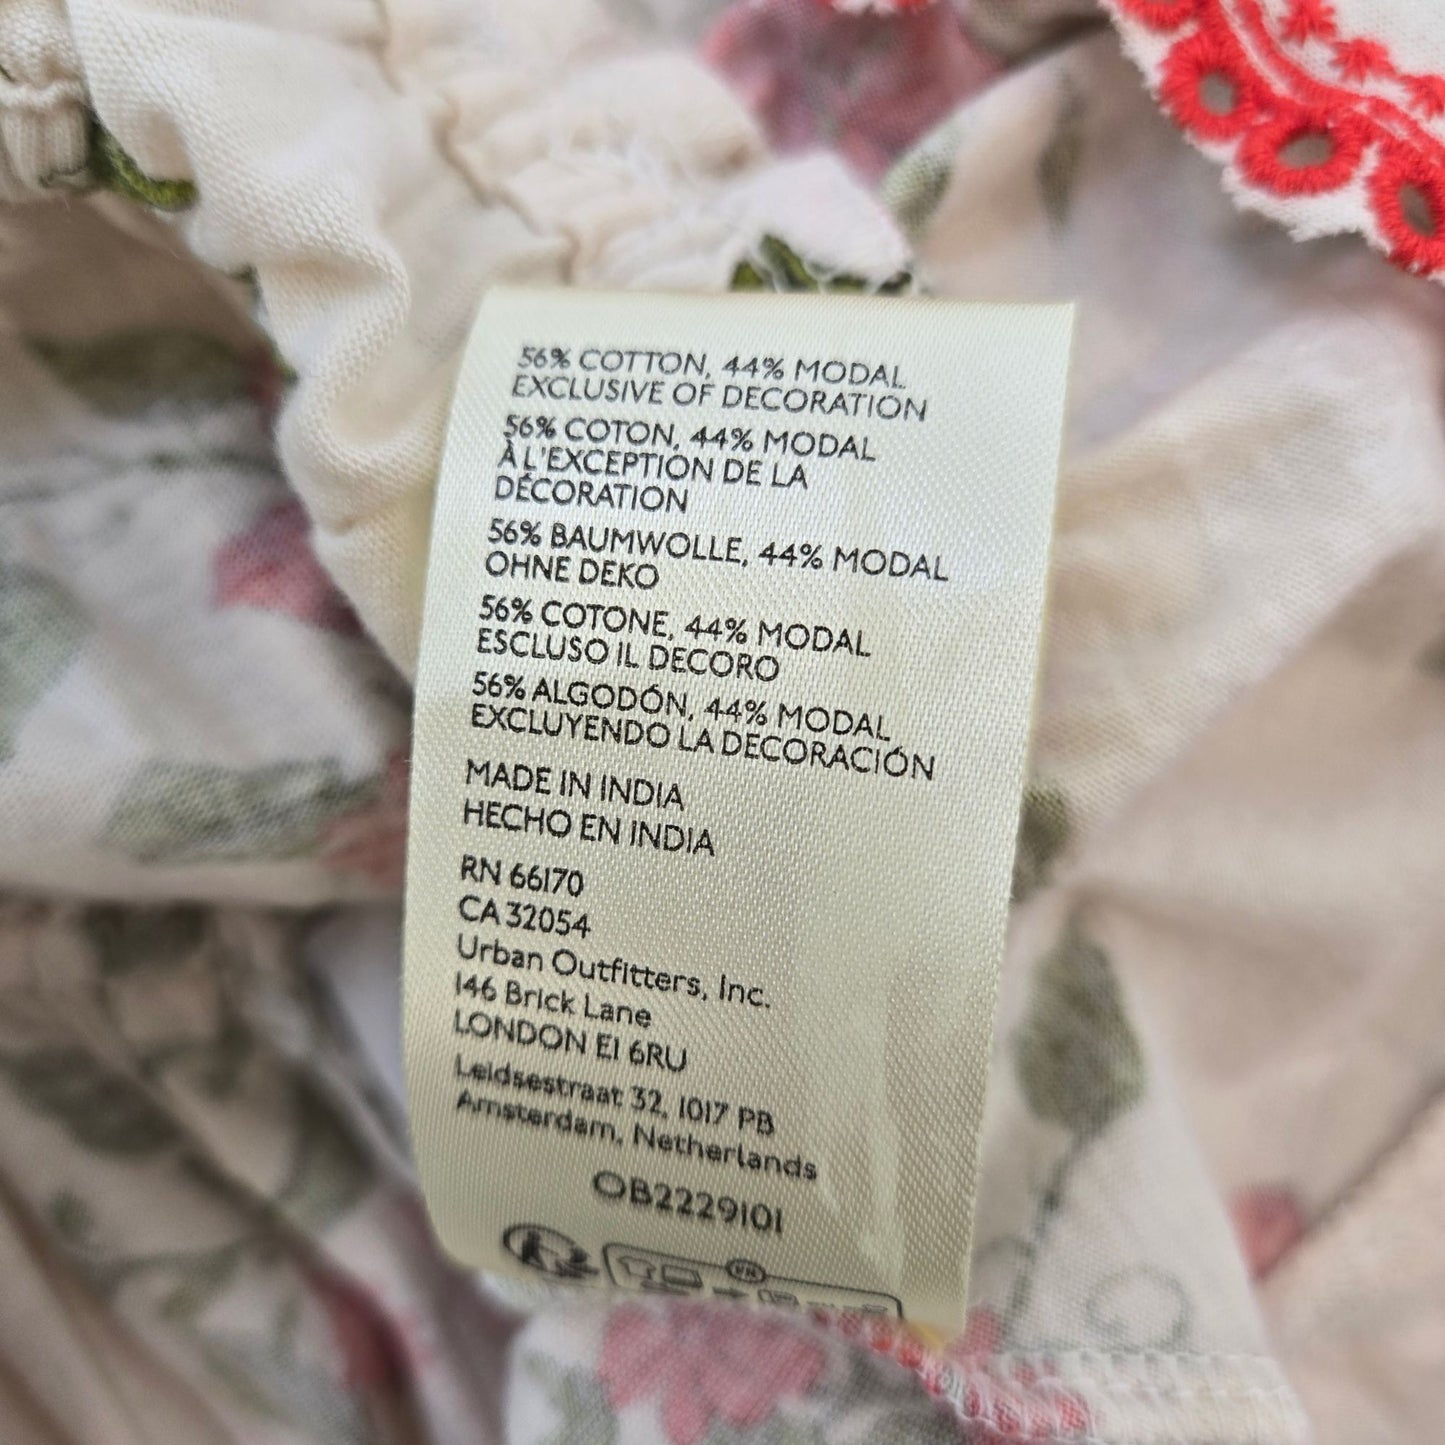 56% COTTON, 44% MODAL
EXCLUSIVE OF DECORATION
56% COTON, 44% MODAL
À L'EXCEPTION DE LA
DÉCORATION
56% BAUMWOLLE, 44% MODAL
OHNE DEKO
56% COTONE, 44% MODAL
ESCLUSO IL DECORO
56% ALGODÓN, 44% MODAL
EXCLUYENDO LA DECORACIÓN
MADE IN INDIA
HECHO EN INDIA
RN 66170
CA 32054
Urban Outfitters, Inc.
146 Brick Lane
LONDON E1 6RU
Leidsestraat 32, 1017 PB
Amsterdam, Netherlands
OB2229101
FR